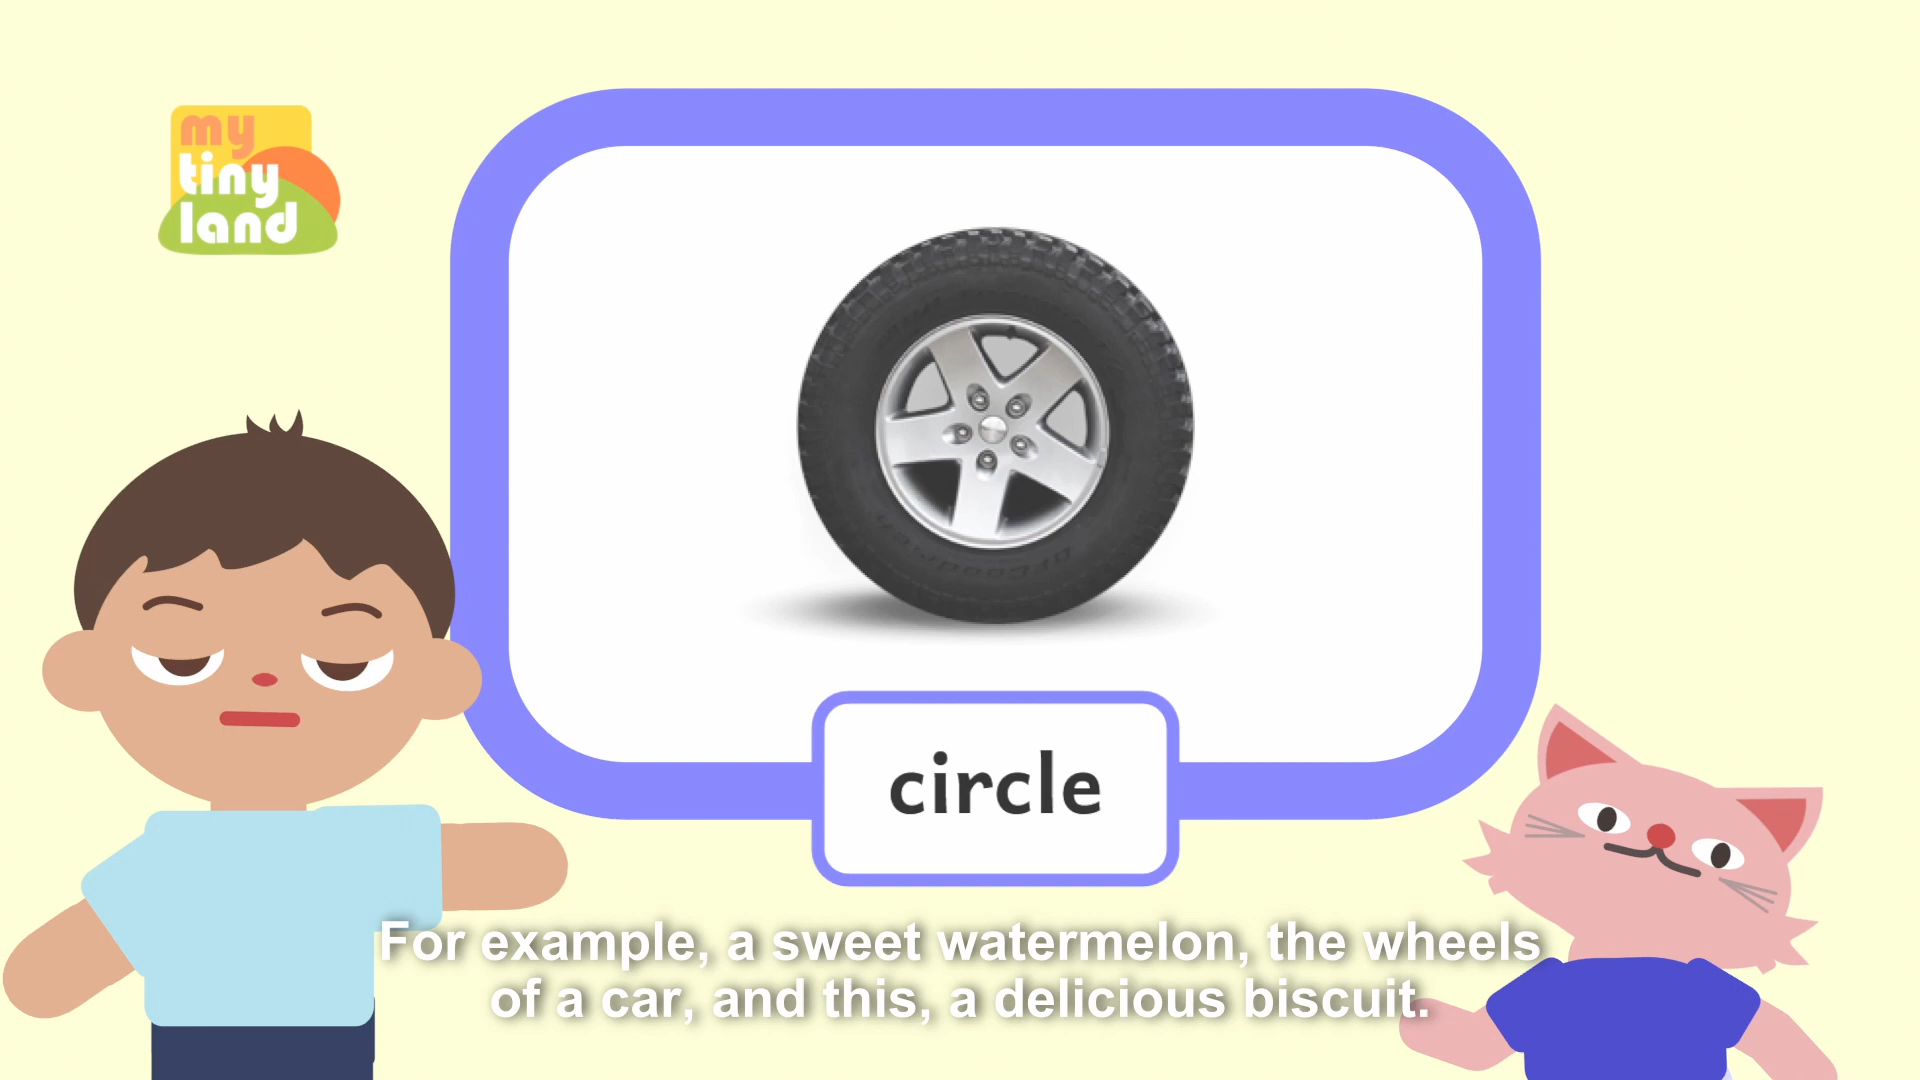 my
tiny
land
circle
For example, a sweet watermelon, the wheels
of a car, and this, a delicious biscuit.